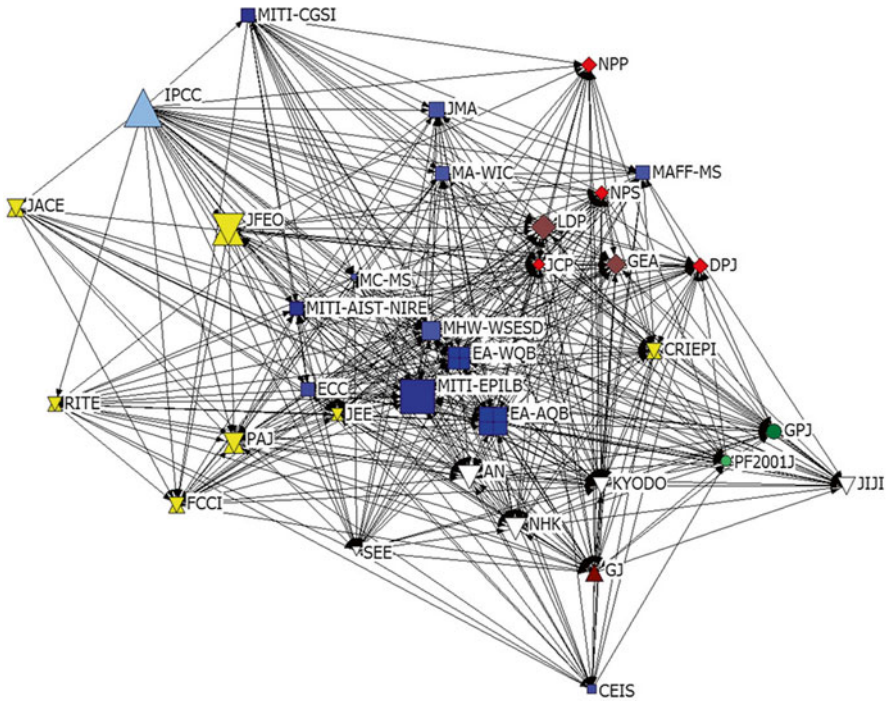 MITI-CGSI
NPP
IPCC
JMA
MA-WIC
MAFF-MS
NPS
JACE
JFEO
LDP
JCP
GEA
DPJ
MC-MS
MITI-AIST-NIRE
MHW-WSESD
CRIEPI
EA-WQB
ECC
MITI-EPILB
RITE
JEE
EA-AQB
GPJ
PAJ
PF2001J
AN
KYODO
JIJI
FCCI
NHK
SEE
GJ
CEIS